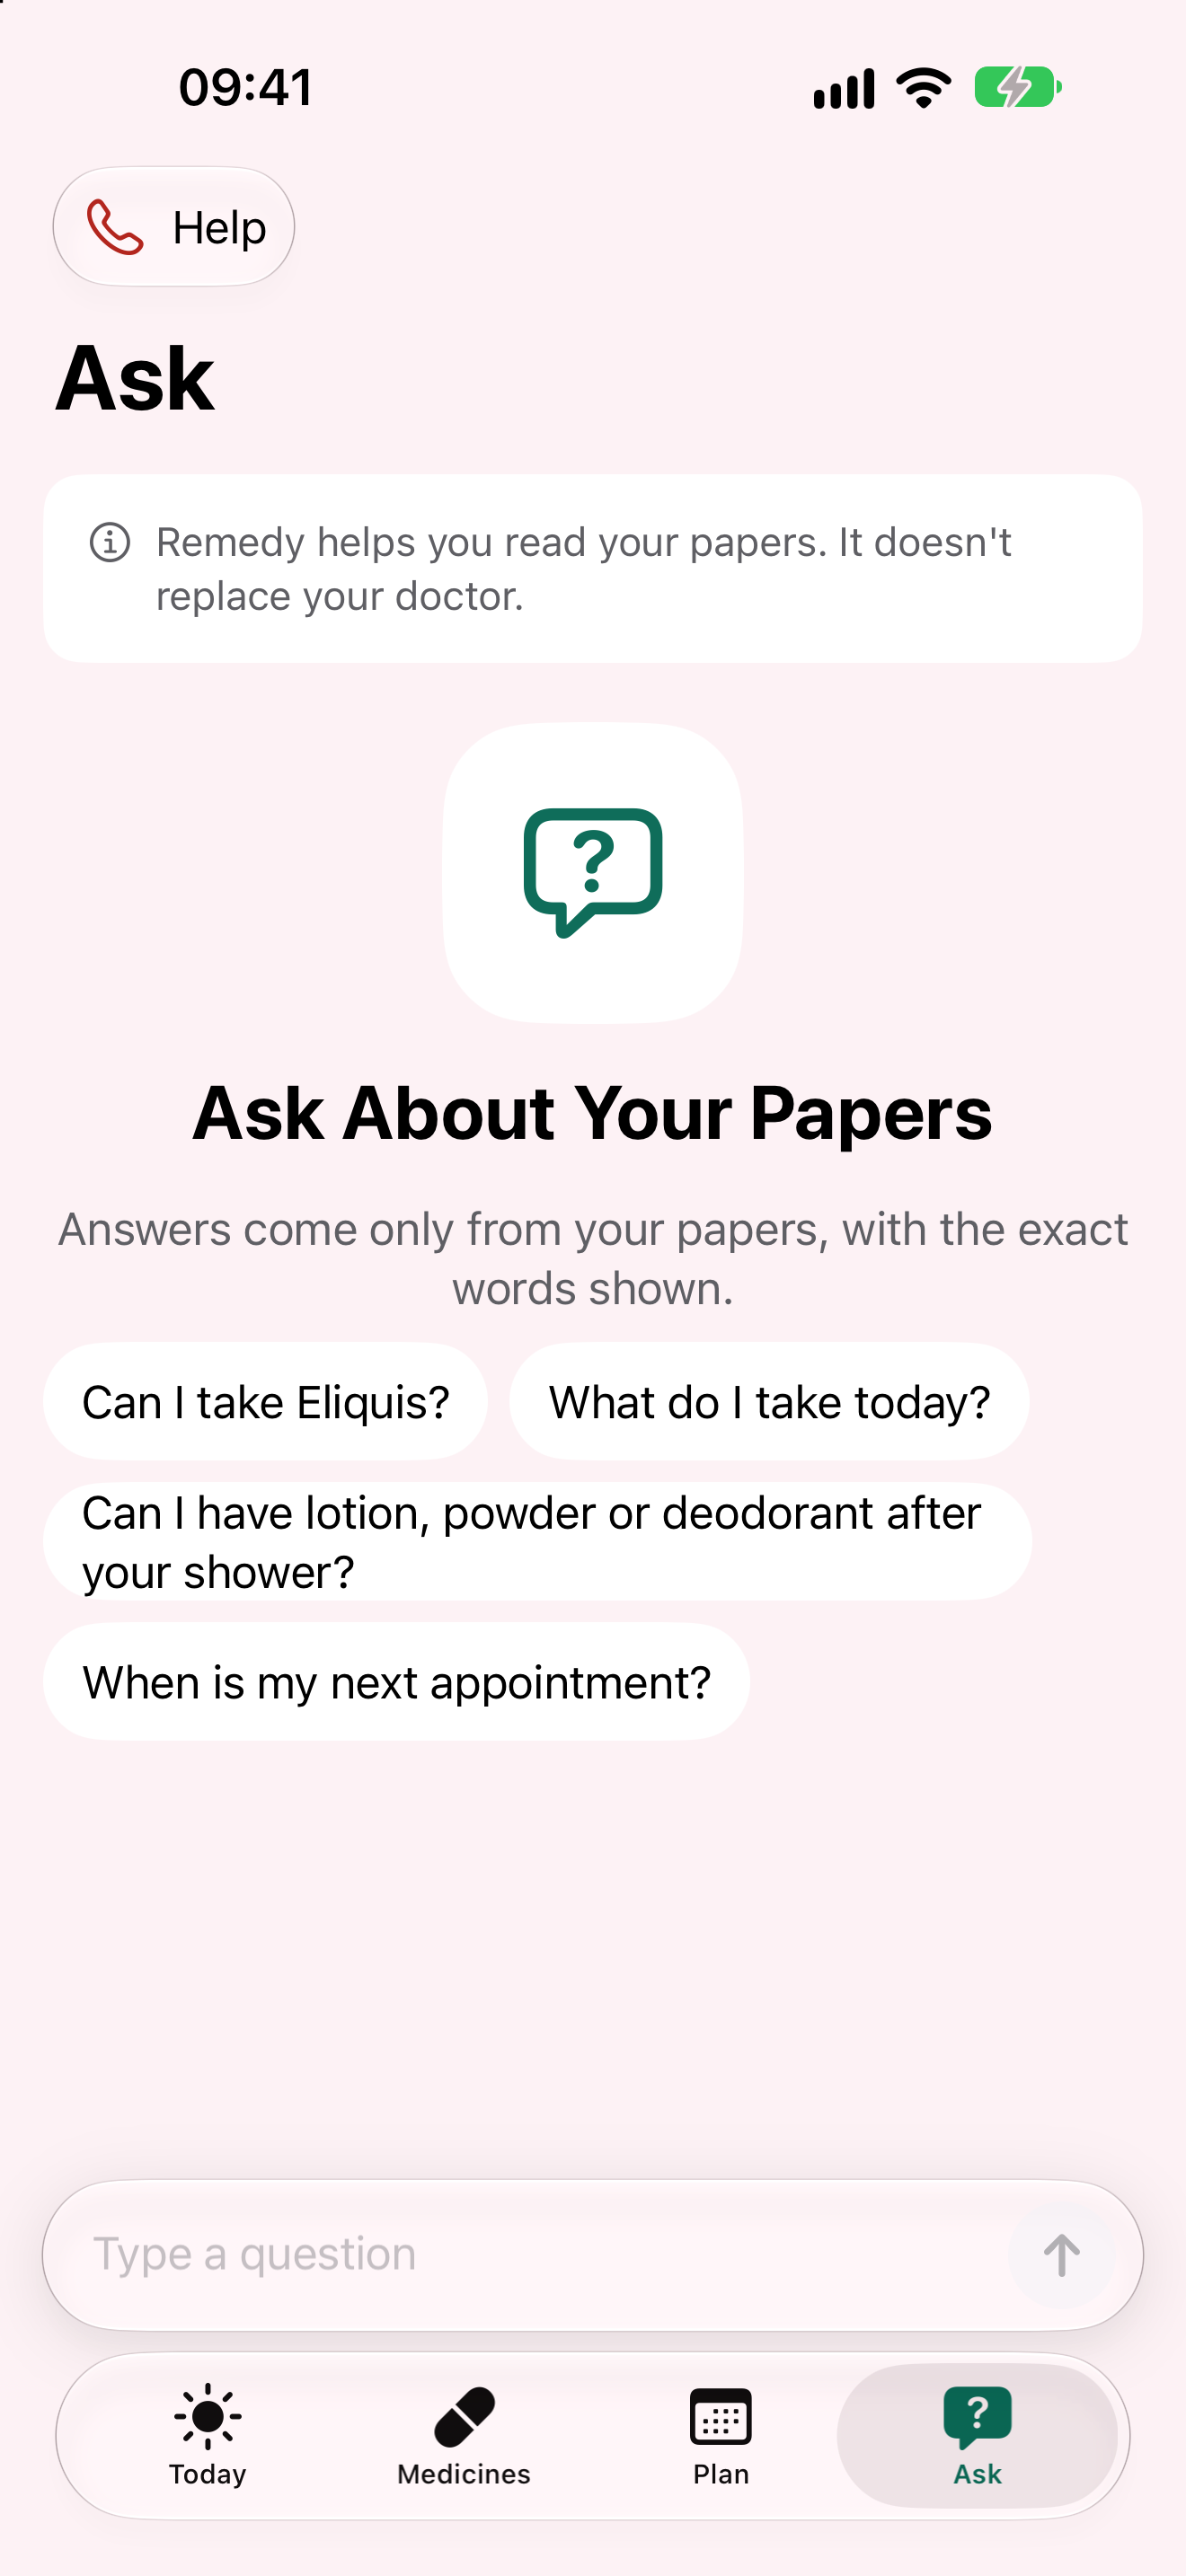 09:41
Help
Ask
Remedy helps you read your papers. It doesn't
replace your doctor.
Ask About Your Papers
Answers come only from your papers, with the exact
words shown.
Can I take Eliquis?
What do I take today?
Can I have lotion, powder or deodorant after
your shower?
When is my next appointment?
Type a question
Today
Medicines
Plan
Ask